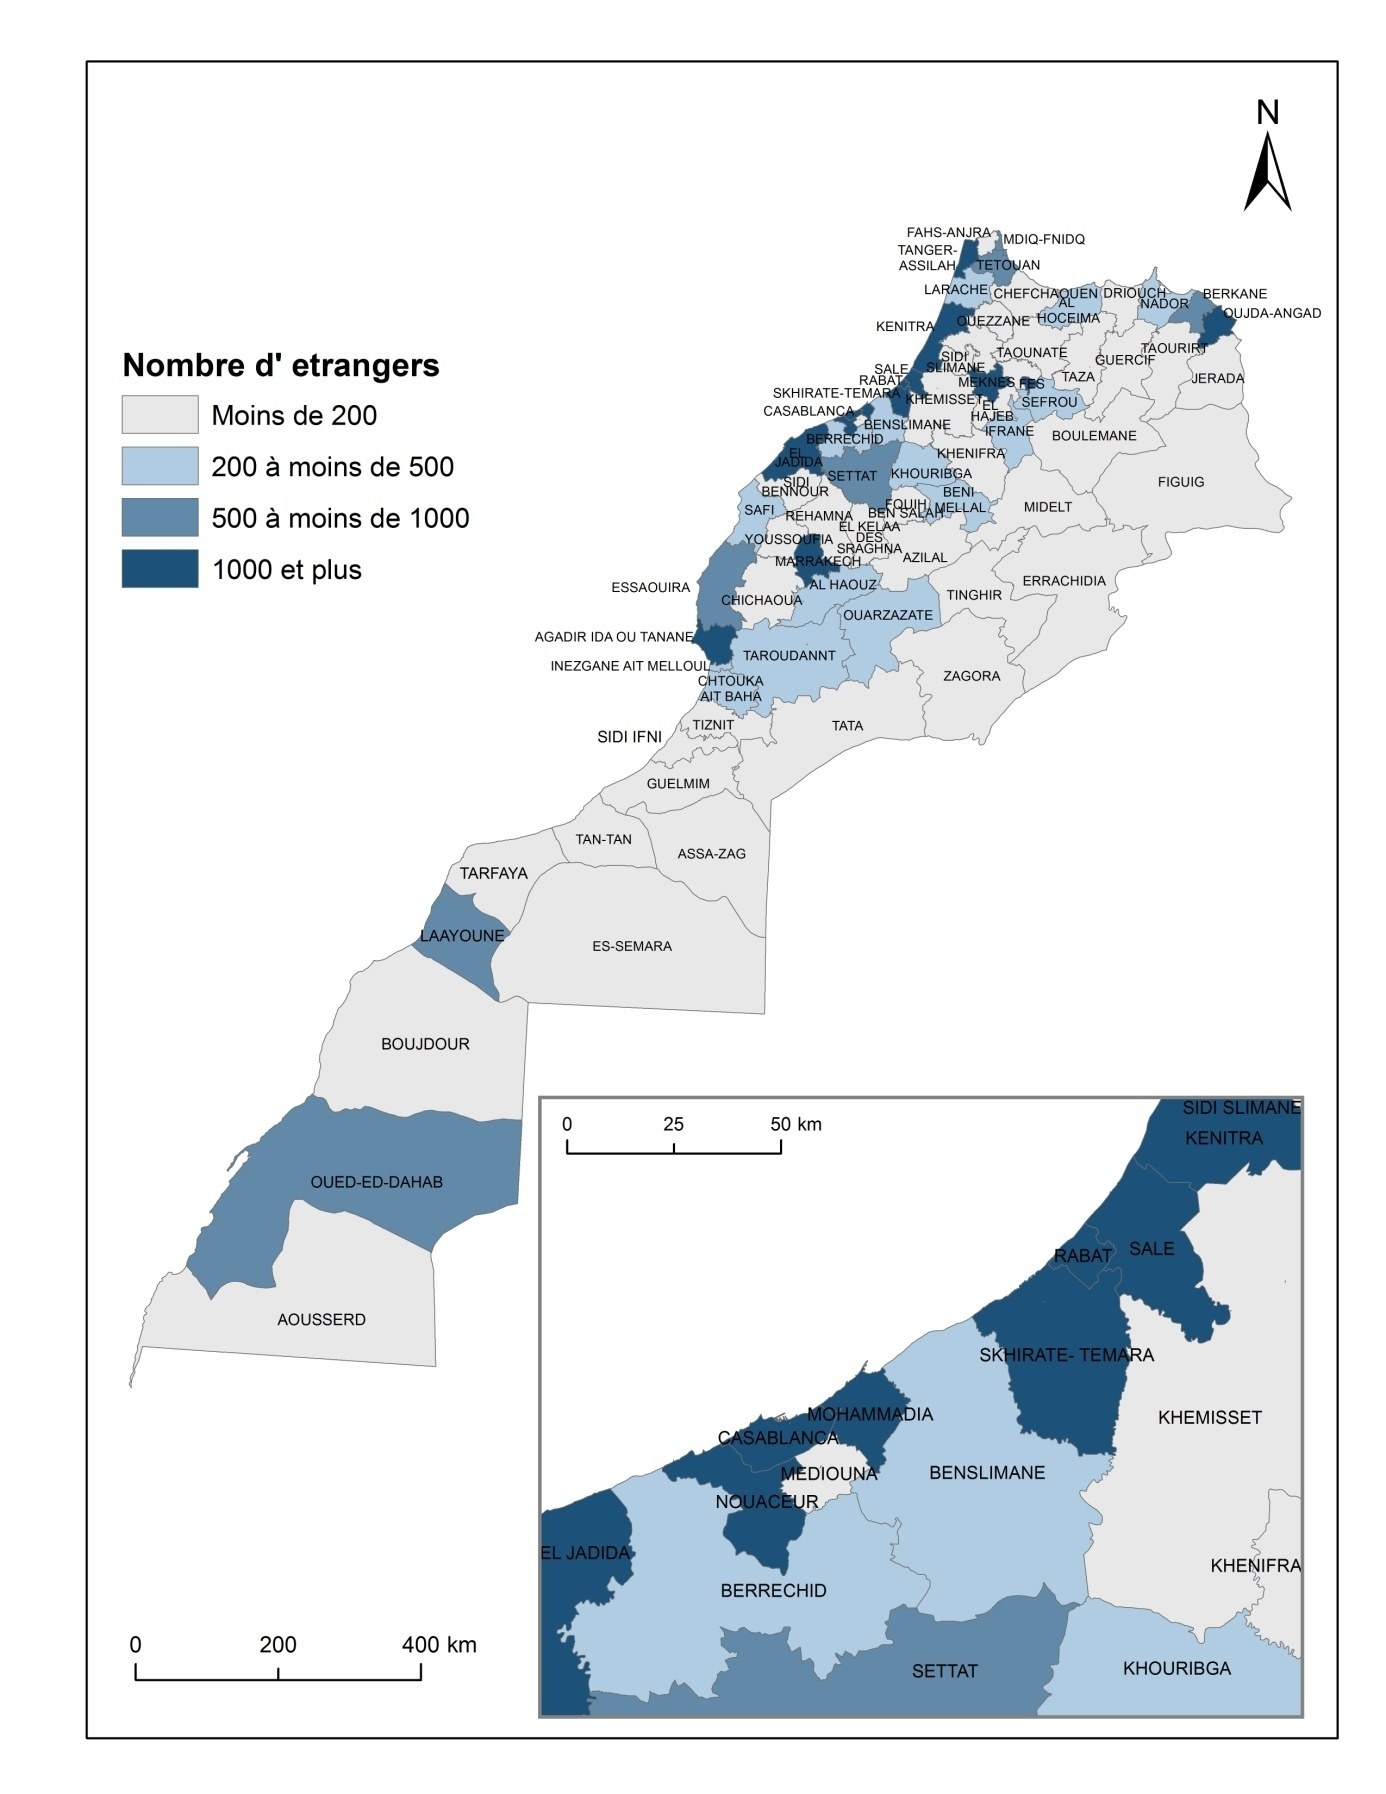 N
FAHS-ANJRA
MDIQ-FNIDQ
TANGER-
ASSILAH
TETOUAN
LARACHE
CHEFCHAOUEN
AL
HOCEIMA
DRIOUCH
NADOR
BERKANE
OUJDA-ANGAD
KENITRA
OUEZZANE
SIDI
SLIMANE
TAOUNATE
GUERCIF
TAOURIRT
JERADA
SALE
RABAT
SKHIRATE-TEMARA
CASABLANCA
KHEMISSET
MEKNES
FES
TAZA
SEFROU
EL
HAJEB
IFRANE
BOULEMANE
BENSLIMANE
BERRECHID
EL
JADIDA
SETTAT
KHOURIBGA
KHENIFRA
FIGUIG
SIDI
BENNOUR
BENI
MELLAL
FQUIH
BEN SALAH
MIDELT
SAFI
REHAMNA
EL KELAA
DES
SRAGHNA
YOUSSOUFIA
MARRAKECH
AZILAL
ERRACHIDIA
ESSAOUIRA
CHICHAOUA
AL HAOUZ
TINGHIR
OUARZAZATE
AGADIR IDA OU TANANE
INEZGANE AIT MELLOUL
TAROUDANNT
CHTOUKA
AIT BAHA
ZAGORA
TIZNIT
SIDI IFNI
TATA
GUELMIM
TAN-TAN
ASSA-ZAG
TARFAYA
LAAYOUNE
ES-SEMARA
BOUJDOUR
OUED-ED-DAHAB
AOUSSERD
Nombre d' etrangers
Moins de 200
200 à moins de 500
500 à moins de 1000
1000 et plus
0 25 50 km
SIDI SLIMANE
KENITRA
RABAT
SALE
SKHIRATE- TEMARA
KHEMISSET
MOHAMMADIA
CASABLANCA
MEDIOUNA
BENSLIMANE
NOUACEUR
EL JADIDA
KHENIFRA
BERRECHID
SETTAT
KHOURIBGA
0 200 400 km